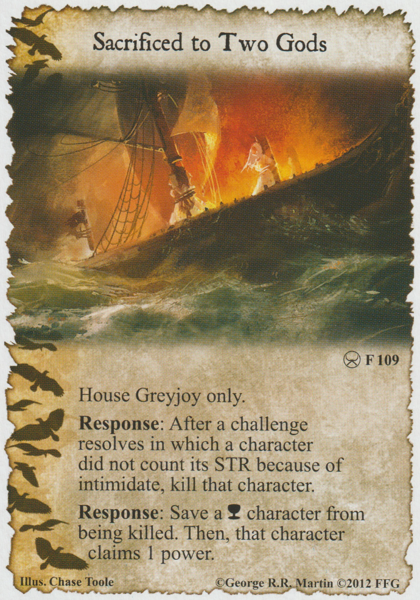 Sacrificed to Two Gods
F 109
House Greyjoy only.
Response: After a challenge
resolves in which a character
did not count its STR because of
intimidate, kill that character.
Response: Save a character from
being killed. Then, that character
claims 1 power.
Illus. Chase Toole ©George R.R. Martin ©2012 FFG